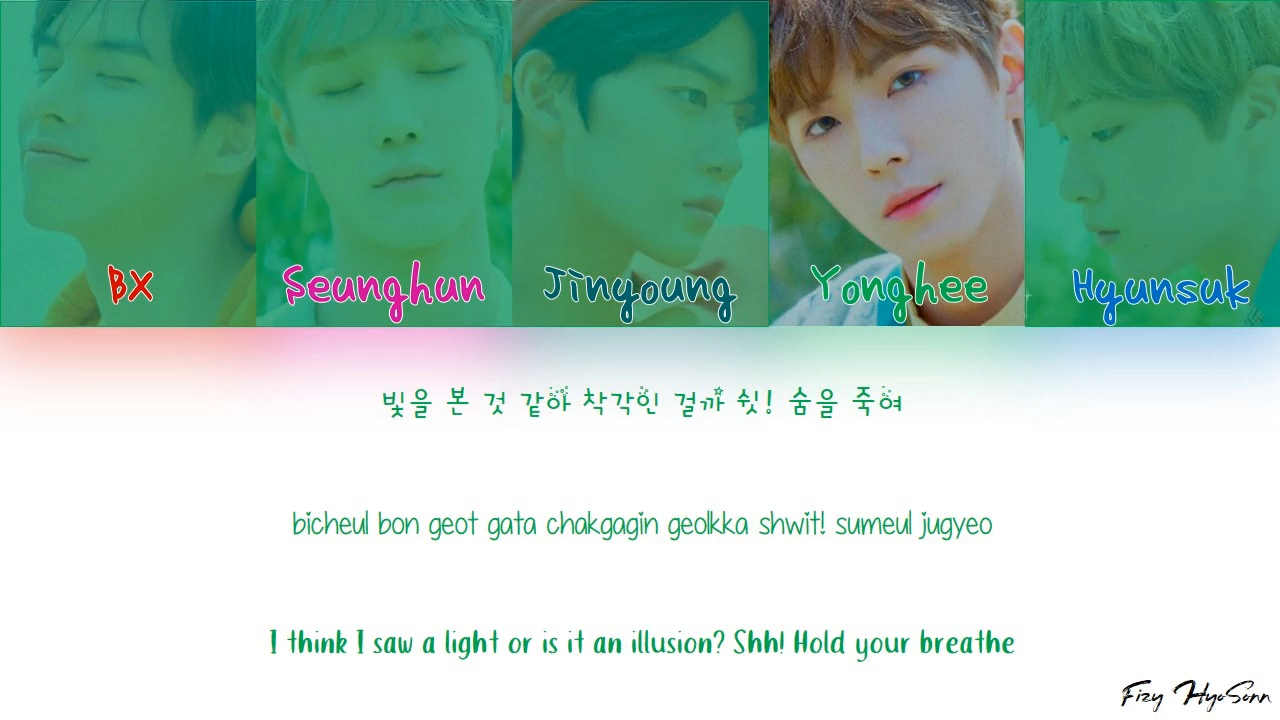 BX Seunghun Jinyoung Yonghee Hyunsuk
빛을 본 것 같아 착각인 걸까 쉿! 숨을 죽여
bicheul bon geot gata chakgagin geolkka shwit! sumeul jugyeo
I think I saw a light or is it an illusion? Shh! Hold your breathe
Fizy HyoSonn